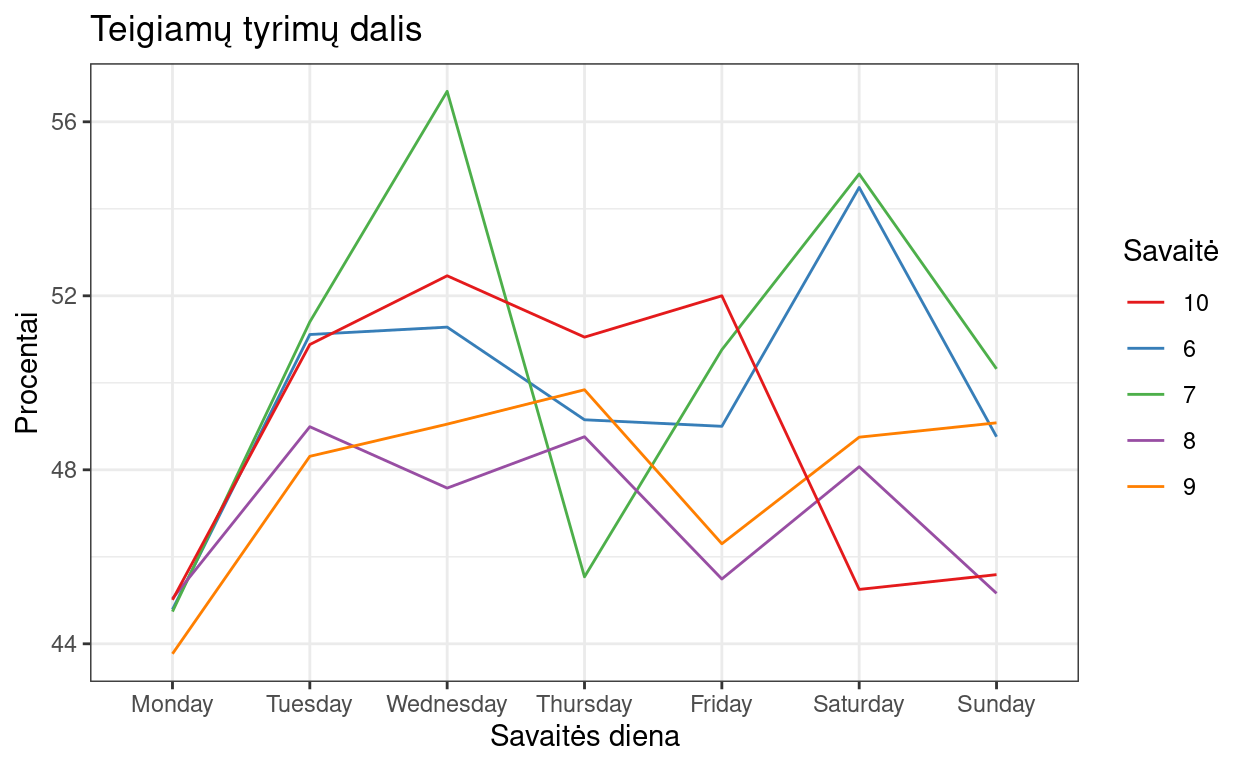 Teigiamų tyrimų dalis
Procentai
56
52
48
44
Monday Tuesday Wednesday Thursday Friday Saturday Sunday
Savaitės diena
Savaitė
10
6
7
8
9